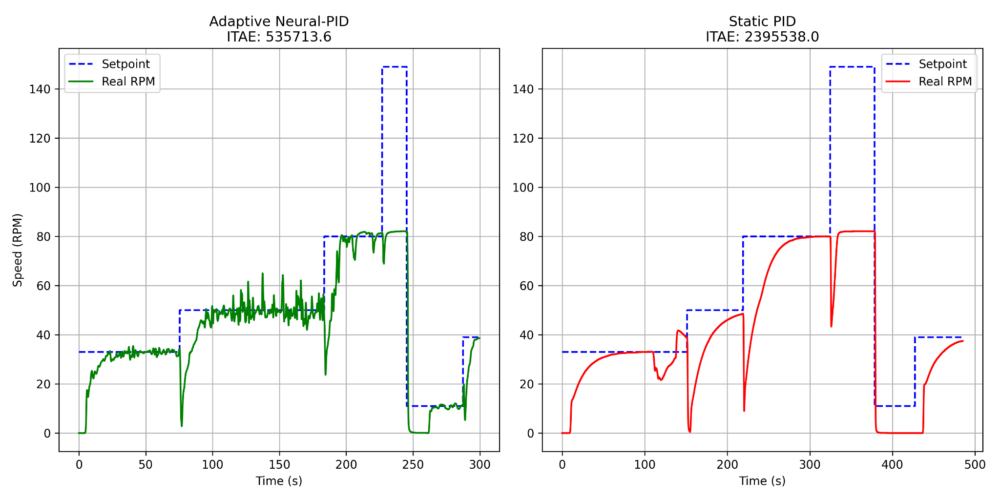 Adaptive Neural-PID
ITAE: 535713.6
Setpoint
Real RPM
Speed (RPM)
140
120
100
80
60
40
20
0
0 50 100 150 200 250 300
Time (s)
Static PID
ITAE: 2395538.0
Setpoint
Real RPM
140
120
100
80
60
40
20
0
0 100 200 300 400 500
Time (s)